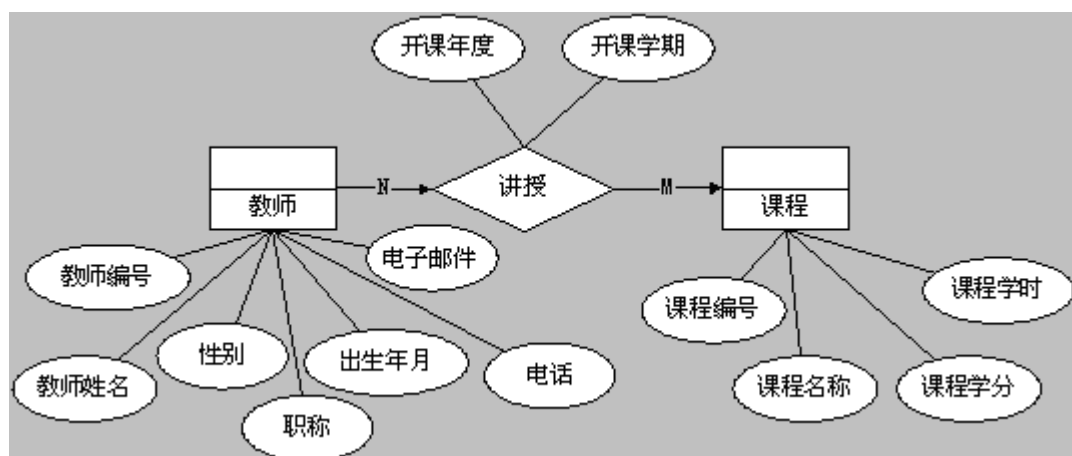 开课年度
开课学期
教师
N
讲授
M
课程
教师编号
电子邮件
课程编号
课程学时
教师姓名
性别
出生年月
电话
课程名称
课程学分
职称